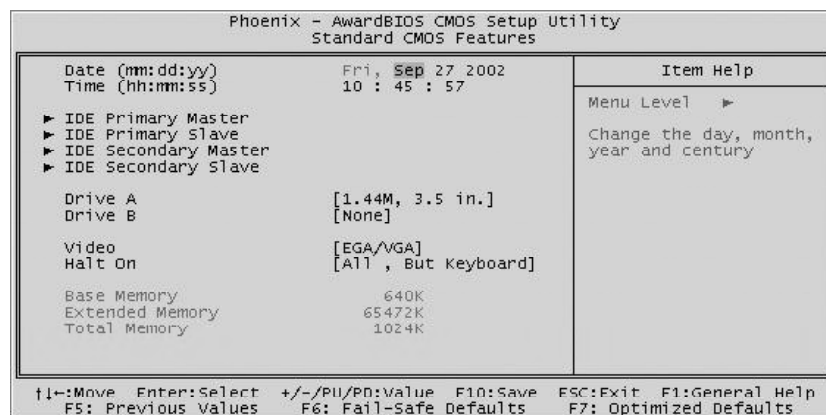 Phoenix - AwardBIOS CMOS Setup Utility
Standard CMOS Features
Date (mm:dd:yy) Fri, Sep 27 2002
Time (hh:mm:ss) 10 : 45 : 57
► IDE Primary Master
► IDE Primary Slave
► IDE Secondary Master
► IDE Secondary Slave
Drive A [1.44M, 3.5 in.]
Drive B [None]
Video [EGA/VGA]
Halt On [All , But Keyboard]
Base Memory 640K
Extended Memory 65472K
Total Memory 1024K
Item Help
Menu Level ►
Change the day, month,
year and century
↑↓←:Move Enter:Select +/-/PU/PD:Value F10:Save ESC:Exit F1:General Help
F5: Previous Values F6: Fail-Safe Defaults F7: Optimized Defaults